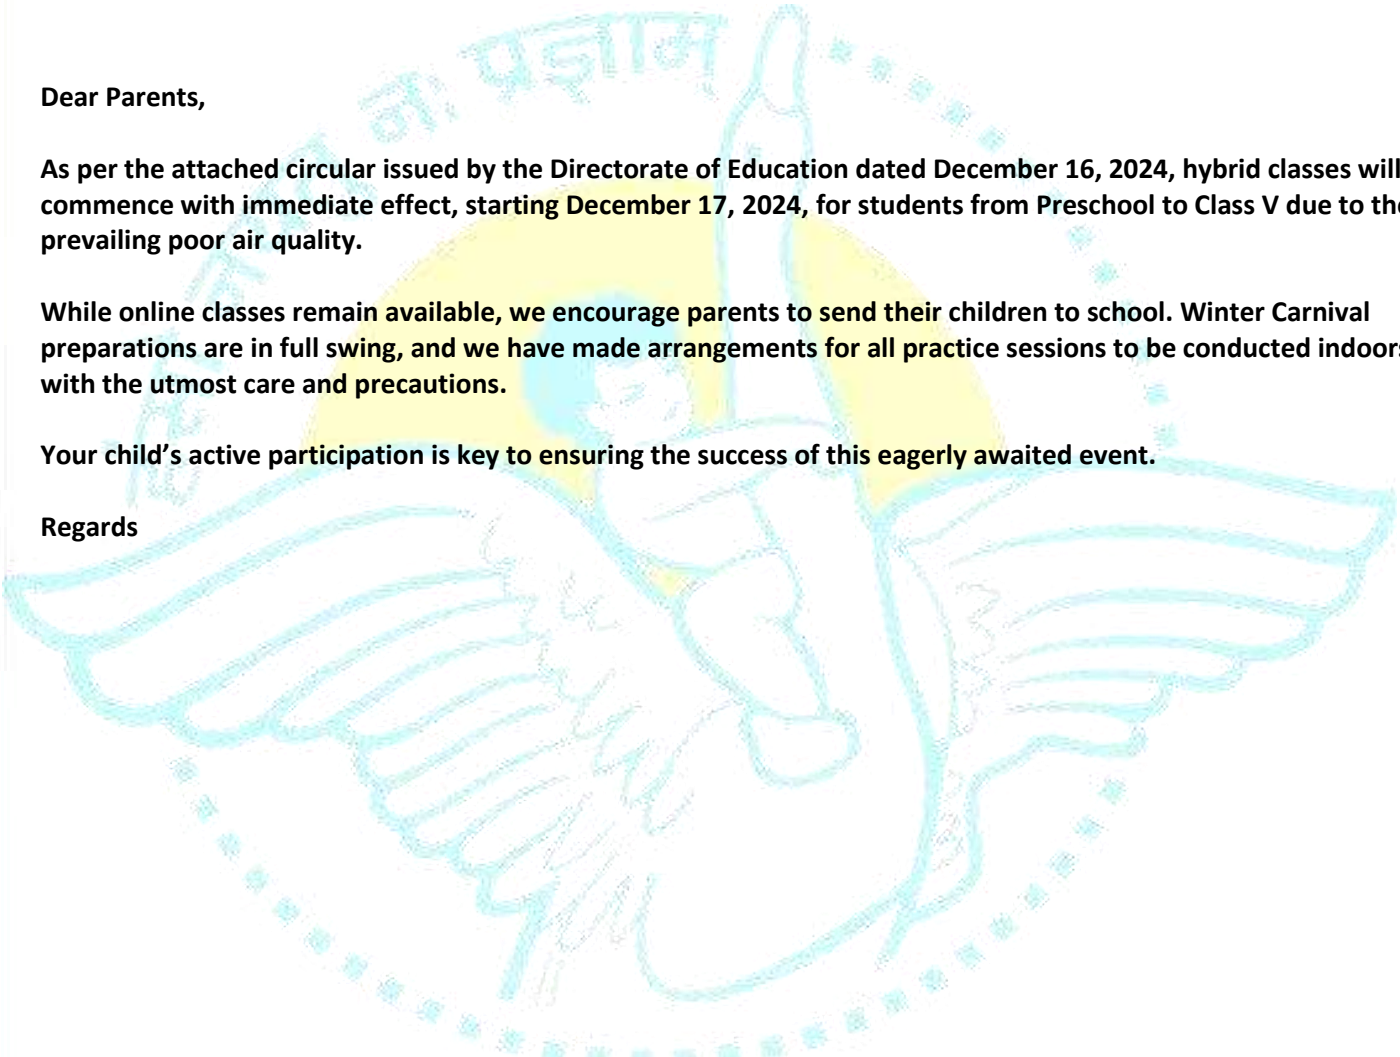 प्रज्ञाम
Dear Parents,
As per the attached circular issued by the Directorate of Education dated December 16, 2024, hybrid classes will
commence with immediate effect, starting December 17, 2024, for students from Preschool to Class V due to the
prevailing poor air quality.
While online classes remain available, we encourage parents to send their children to school. Winter Carnival
preparations are in full swing, and we have made arrangements for all practice sessions to be conducted indoors
with the utmost care and precautions.
Your child’s active participation is key to ensuring the success of this eagerly awaited event.
Regards